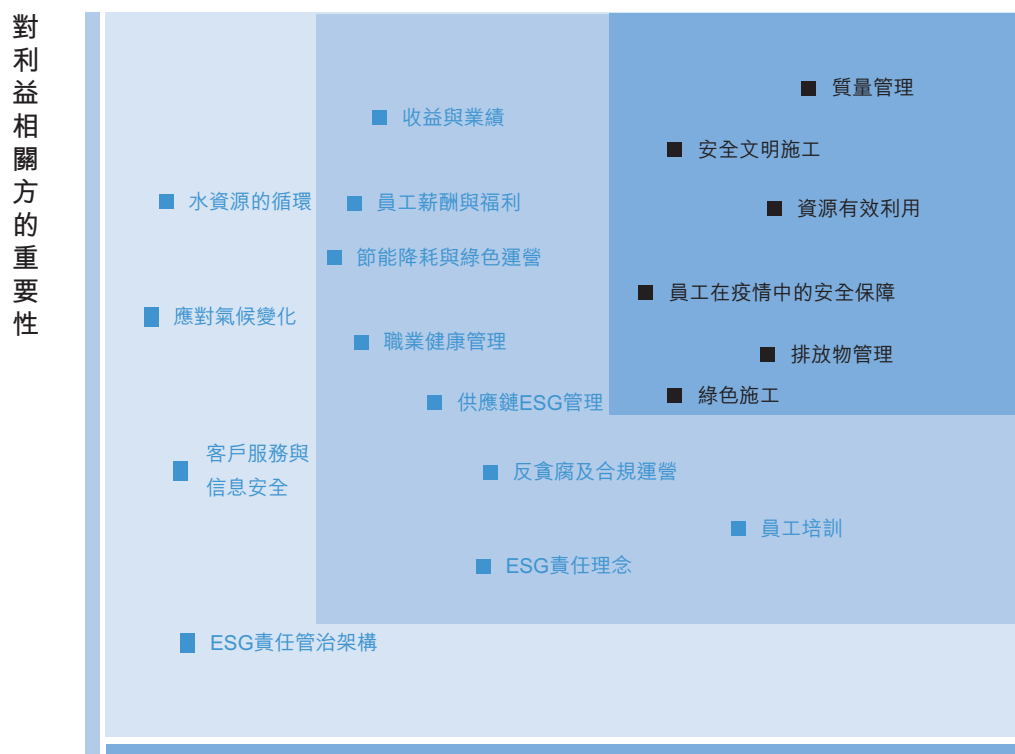 對利益相關方的重要性
質量管理
收益與業績
安全文明施工
水資源的循環
員工薪酬與福利
資源有效利用
節能降耗與綠色運營
員工在疫情中的安全保障
應對氣候變化
職業健康管理
排放物管理
供應鏈ESG管理
綠色施工
客戶服務與
信息安全
反貪腐及合規運營
員工培訓
ESG責任理念
ESG責任管治架構